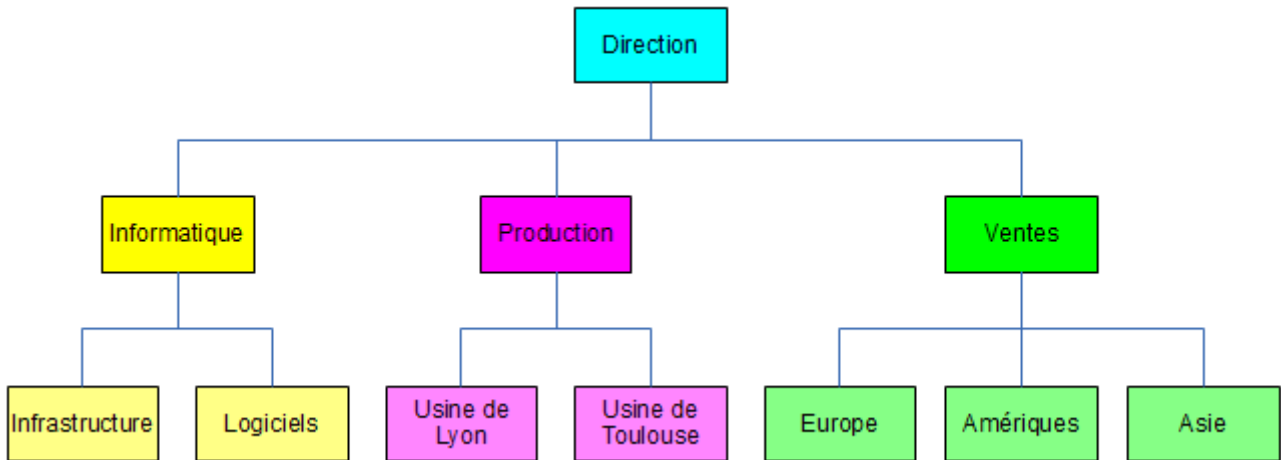 Direction
Informatique
Production
Ventes
Infrastructure
Logiciels
Usine de
Lyon
Usine de
Toulouse
Europe
Amériques
Asie